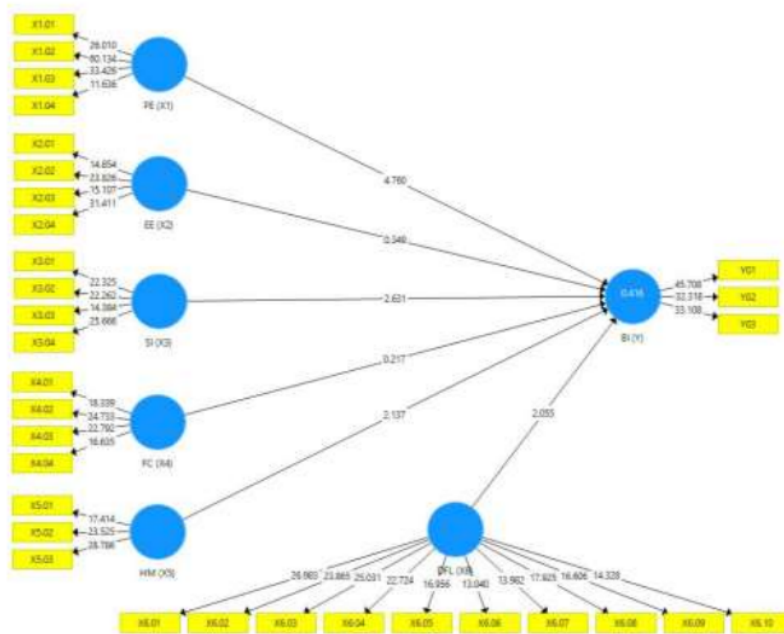 X1.01
26.010
X1.02
60.134
X1.03
33.426
X1.04
11.636
PE (X1)
4.760
X2.01
14.854
X2.02
23.826
X2.03
15.107
X2.04
31.411
EE (X2)
0.348
X3.01
22.325
X3.02
22.262
X3.03
14.384
X3.04
25.668
SI (X3)
2.631
Y01
45.708
Y02
32.318
Y03
33.108
0.416
BI (Y)
0.217
X4.01
18.339
X4.02
24.733
X4.03
22.792
X4.04
16.635
FC (X4)
2.137
2.055
X5.01
17.414
X5.02
23.525
X5.03
28.786
HM (X5)
DFL (X6)
26.983
23.865
25.031
22.724
16.956
13.040
13.982
17.925
16.606
14.328
X6.01
X6.02
X6.03
X6.04
X6.05
X6.06
X6.07
X6.08
X6.09
X6.10